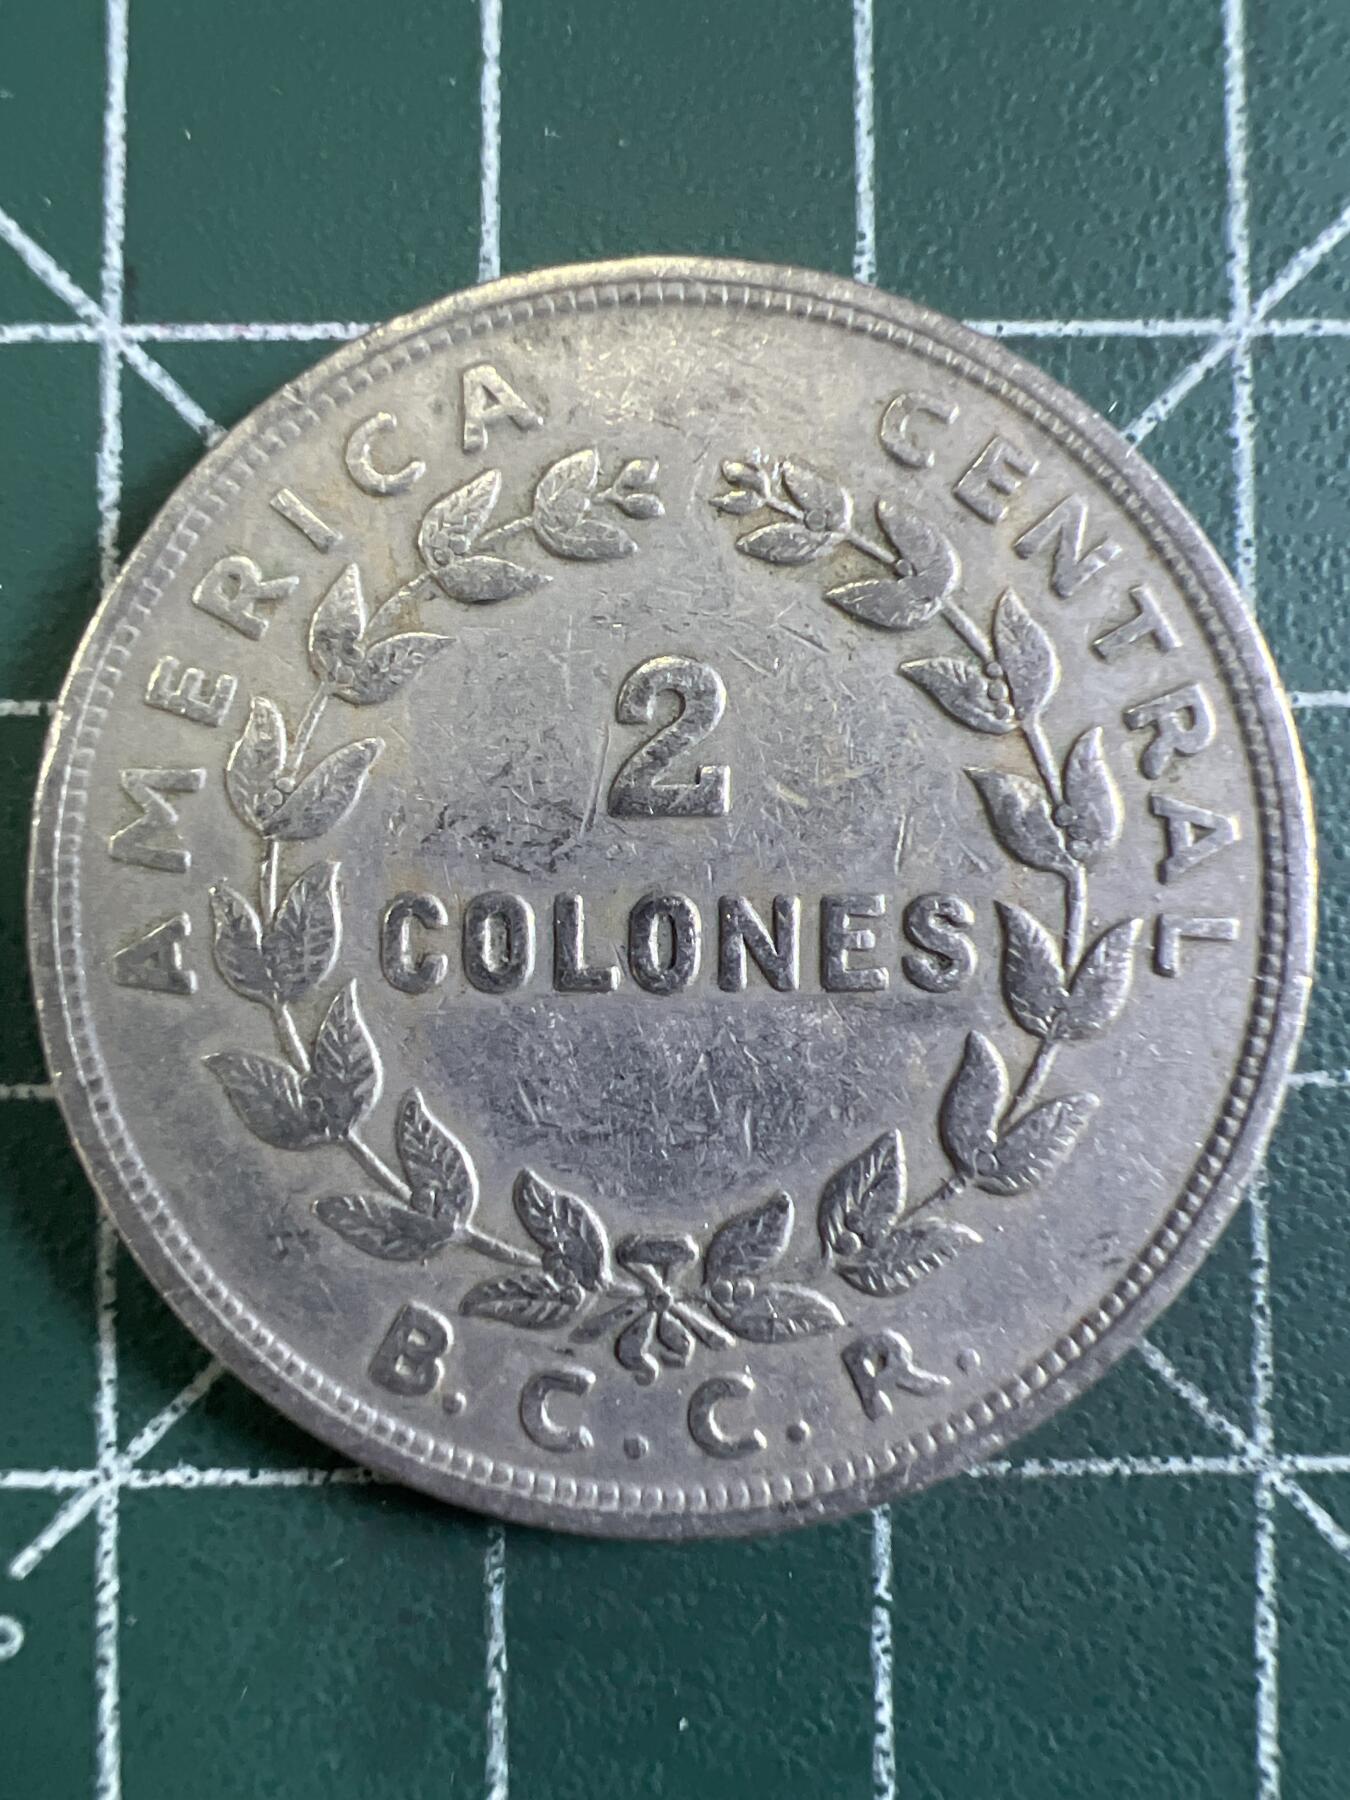 AMERICA CENTRAL
2
COLONES
B.C.C.R.